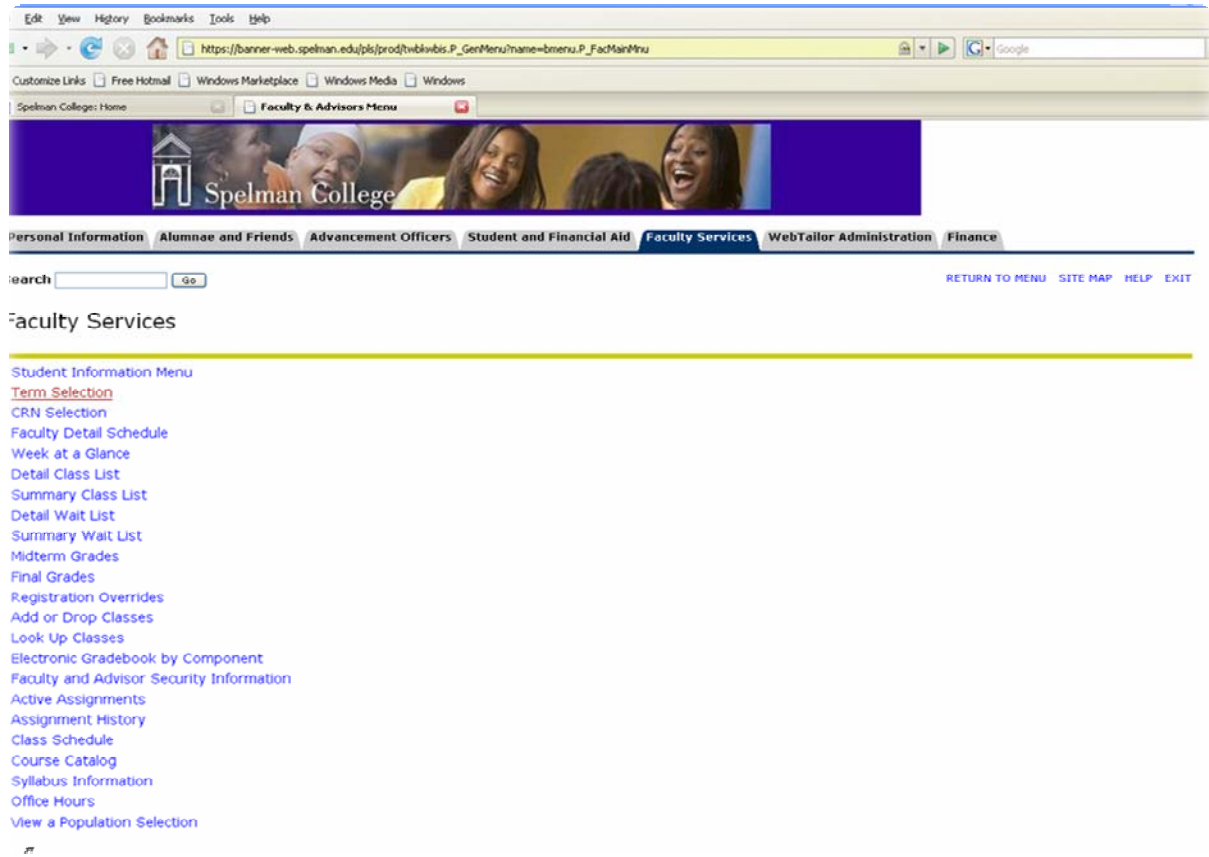 Edit View History Bookmarks Tools Help
https://banner-web.spelman.edu/pls/prod/twbkwbis.P_GenMenu?name=bmenu.P_FacMainMnu Google
Customize Links Free Hotmail Windows Marketplace Windows Media Windows
Spelman College: Home Faculty & Advisors Menu
Spelman College
Personal Information Alumnae and Friends Advancement Officers Student and Financial Aid Faculty Services WebTailor Administration Finance
Search Go RETURN TO MENU SITE MAP HELP EXIT
Faculty Services
Student Information Menu
Term Selection
CRN Selection
Faculty Detail Schedule
Week at a Glance
Detail Class List
Summary Class List
Detail Wait List
Summary Wait List
Midterm Grades
Final Grades
Registration Overrides
Add or Drop Classes
Look Up Classes
Electronic Gradebook by Component
Faculty and Advisor Security Information
Active Assignments
Assignment History
Class Schedule
Course Catalog
Syllabus Information
Office Hours
View a Population Selection